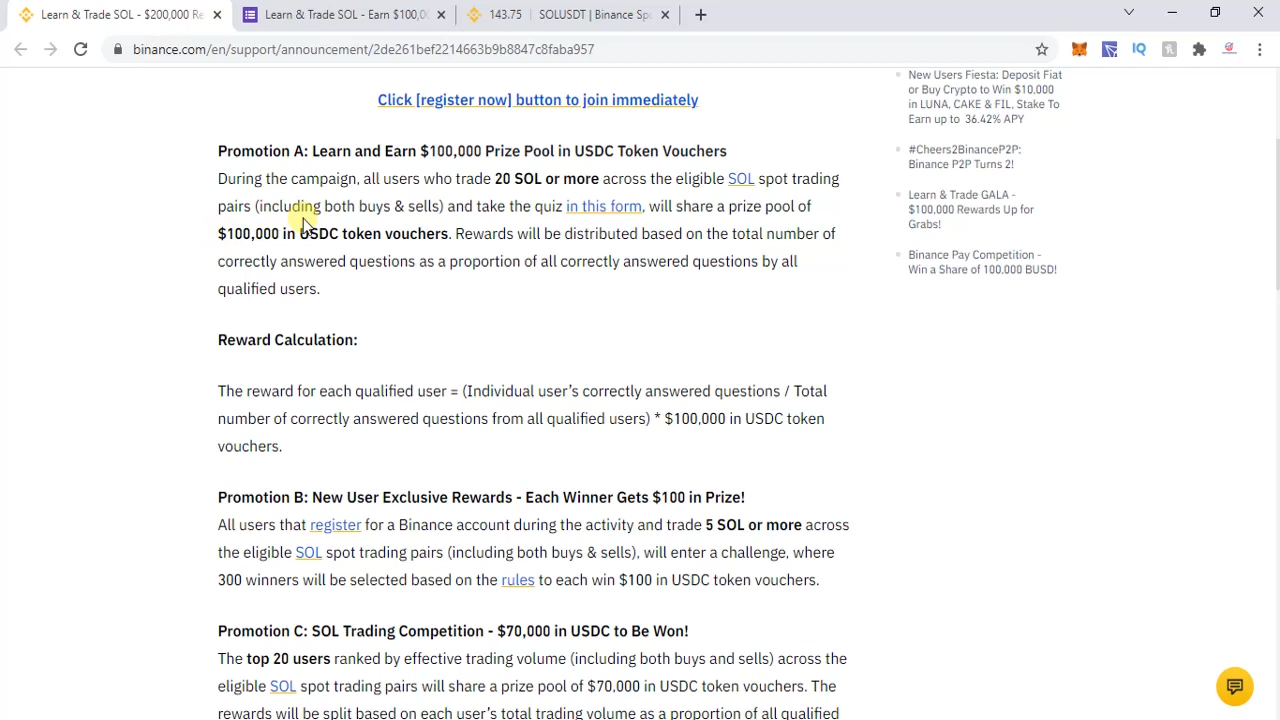 Learn & Trade SOL - $200,000 Re
Learn & Trade SOL - Earn $100,0
143.75 | SOLUSDT | Binance Spo
binance.com/en/support/announcement/2de261bef2214663b9b8847c8faba957
IQ
Click [register now] button to join immediately
Promotion A: Learn and Earn $100,000 Prize Pool in USDC Token Vouchers
During the campaign, all users who trade 20 SOL or more across the eligible SOL spot trading
pairs (including both buys & sells) and take the quiz in this form, will share a prize pool of
$100,000 in USDC token vouchers. Rewards will be distributed based on the total number of
correctly answered questions as a proportion of all correctly answered questions by all
qualified users.
Reward Calculation:
The reward for each qualified user = (Individual user's correctly answered questions / Total
number of correctly answered questions from all qualified users) * $100,000 in USDC token
vouchers.
Promotion B: New User Exclusive Rewards - Each Winner Gets $100 in Prize!
All users that register for a Binance account during the activity and trade 5 SOL or more across
the eligible SOL spot trading pairs (including both buys & sells), will enter a challenge, where
300 winners will be selected based on the rules to each win $100 in USDC token vouchers.
Promotion C: SOL Trading Competition - $70,000 in USDC to Be Won!
The top 20 users ranked by effective trading volume (including both buys and sells) across the
eligible SOL spot trading pairs will share a prize pool of $70,000 in USDC token vouchers. The
rewards will be split based on each user's total trading volume as a proportion of all qualified
New Users Fiesta: Deposit Fiat
or Buy Crypto to Win $10,000
in LUNA, CAKE & FIL, Stake To
Earn up to 36.42% APY
#Cheers2BinanceP2P:
Binance P2P Turns 2!
Learn & Trade GALA -
$100,000 Rewards Up for
Grabs!
Binance Pay Competition -
Win a Share of 100,000 BUSD!